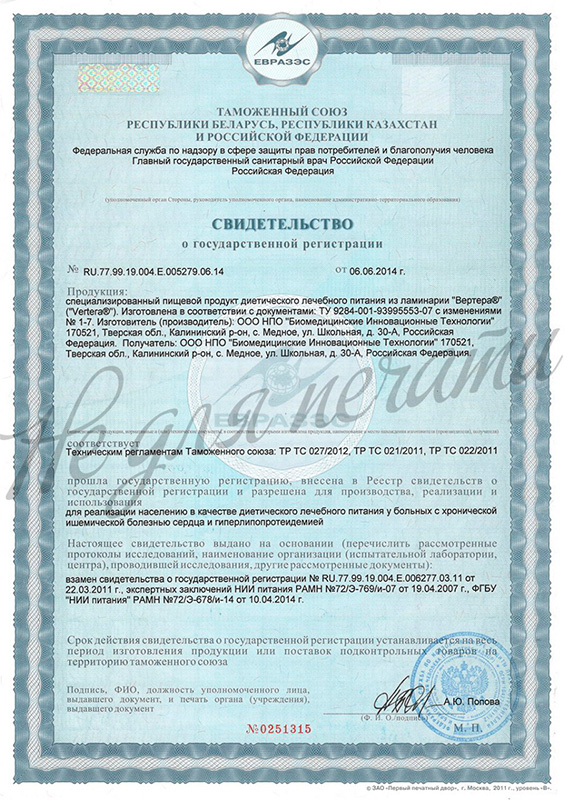 ЕВРАЗЭС
ТАМОЖЕННЫЙ СОЮЗ
РЕСПУБЛИКИ БЕЛАРУСЬ, РЕСПУБЛИКИ КАЗАХСТАН
И РОССИЙСКОЙ ФЕДЕРАЦИИ
Федеральная служба по надзору в сфере защиты прав потребителей и благополучия человека
Главный государственный санитарный врач Российской Федерации
Российская Федерация
(уполномоченный орган Стороны, руководитель уполномоченного органа, наименование административно-территориального образования)
СВИДЕТЕЛЬСТВО
о государственной регистрации
№ RU.77.99.19.004.Е.005279.06.14 от 06.06.2014 г.
Продукция:
специализированный пищевой продукт диетического лечебного питания из ламинарии "Вертера®"
("Vertera®"). Изготовлена в соответствии с документами: ТУ 9284-001-93995553-07 с изменениями
№ 1-7. Изготовитель (производитель): ООО НПО "Биомедицинские Инновационные Технологии"
170521, Тверская обл., Калининский р-он, с. Медное, ул. Школьная, д. 30-А, Российская
Федерация. Получатель: ООО НПО "Биомедицинские Инновационные Технологии" 170521,
Тверская обл., Калининский р-он, с. Медное, ул. Школьная, д. 30-А, Российская Федерация.
Не для печати
ЕВРАЗЭС
соответствует
Техническим регламентам Таможенного союза: ТР ТС 027/2012, ТР ТС 021/2011, ТР ТС 022/2011
прошла государственную регистрацию, внесена в Реестр свидетельств о
государственной регистрации и разрешена для производства, реализации и
использования
для реализации населению в качестве диетического лечебного питания у больных с хронической
ишемической болезнью сердца и гиперлипопротеидемией
Настоящее свидетельство выдано на основании (перечислить рассмотренные
протоколы исследований, наименование организации (испытательной лаборатории,
центра), проводившей исследования, другие рассмотренные документы):
взамен свидетельства о государственной регистрации № RU.77.99.19.004.Е.006277.03.11 от
22.03.2011 г., экспертных заключений НИИ питания РАМН №72/Э-769/и-07 от 19.04.2007 г., ФГБУ
"НИИ питания" РАМН №72/Э-678/и-14 от 10.04.2014 г.
Срок действия свидетельства о государственной регистрации устанавливается на весь
период изготовления продукции или поставок подконтрольных товаров на
территорию таможенного союза
Подпись, ФИО, должность уполномоченного лица,
выдавшего документ, и печать органа (учреждения),
выдавшего документ
А.Ю. Попова
(Ф. И. О./подпись)
М. П.
№0251315
© ЗАО «Первый печатный двор», г. Москва, 2011 г., уровень «В».